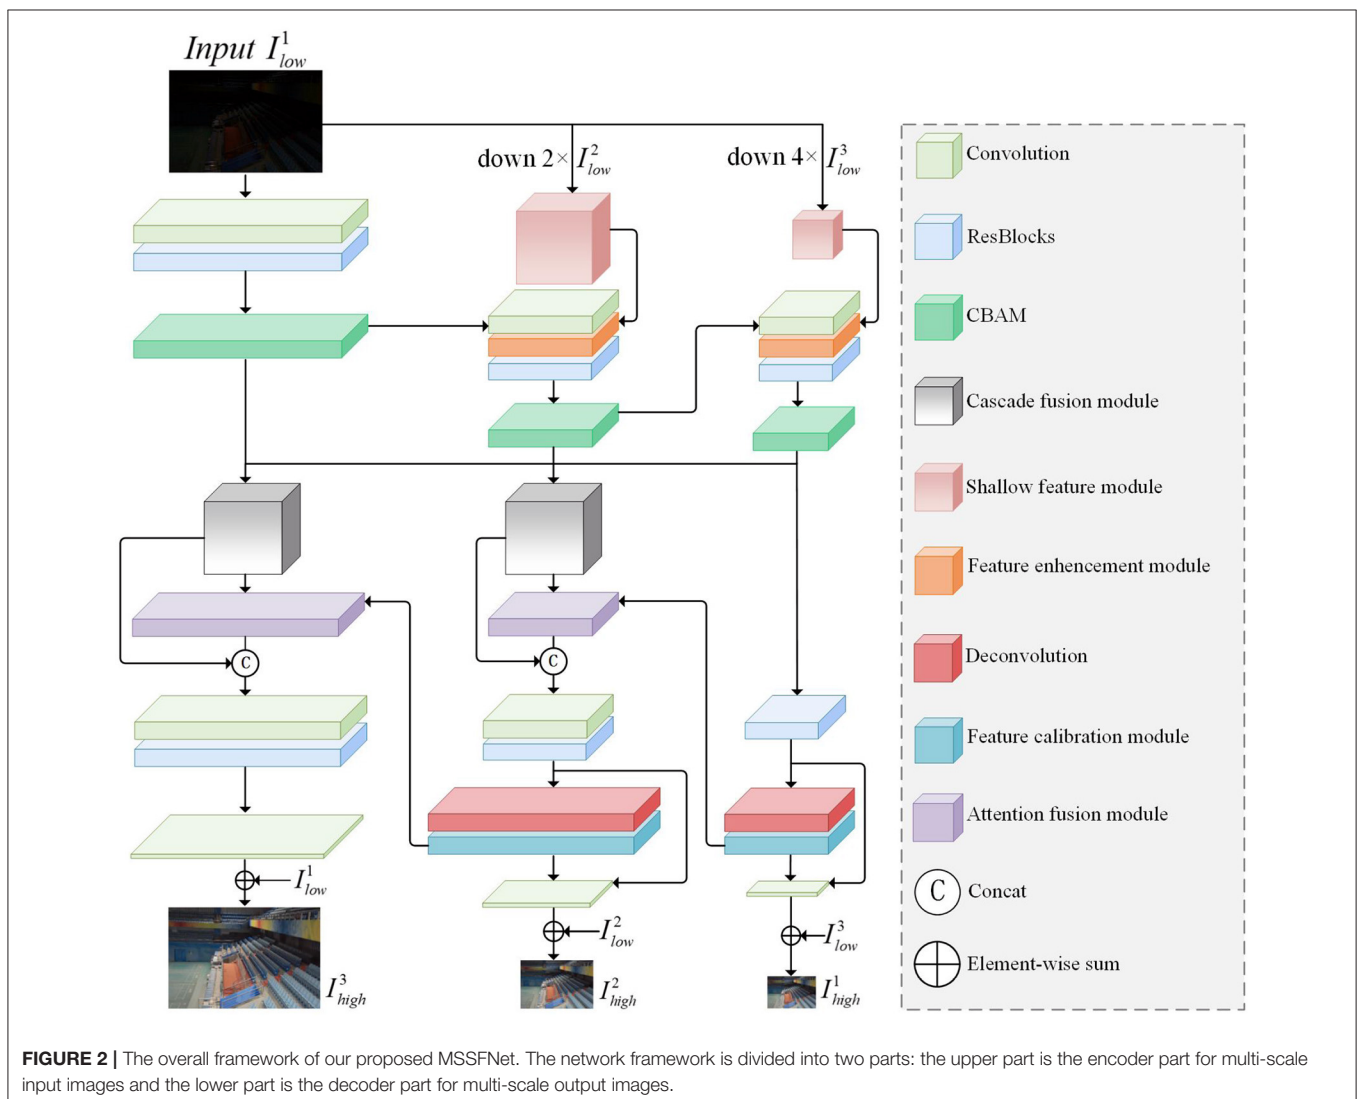 Input I^1_low
down 2× I^2_low
down 4× I^3_low
Convolution
ResBlocks
CBAM
Cascade fusion module
Shallow feature module
Feature enhencement module
Deconvolution
Feature calibration module
Attention fusion module
C Concat
Element-wise sum
C
C
I^1_low
I^2_low
I^3_low
I^3_high
I^2_high
I^1_high
FIGURE 2 | The overall framework of our proposed MSSFNet. The network framework is divided into two parts: the upper part is the encoder part for multi-scale
input images and the lower part is the decoder part for multi-scale output images.